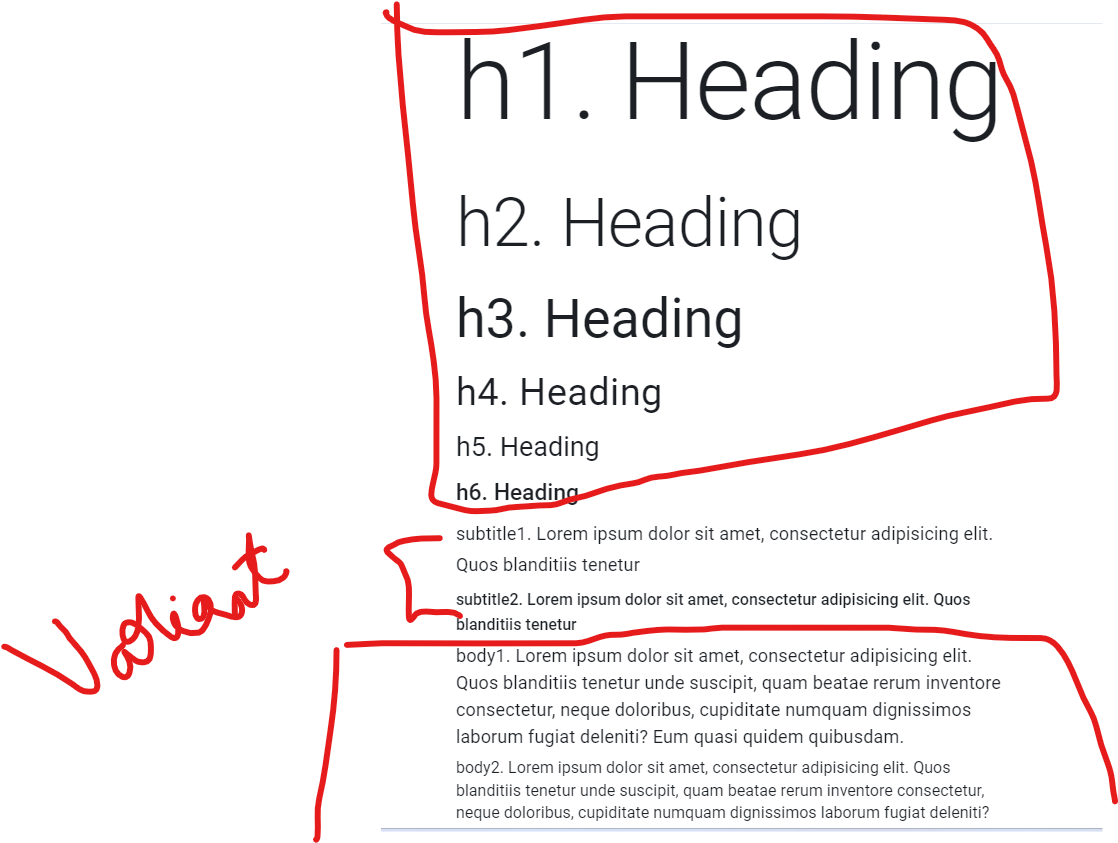 h1. Heading
h2. Heading
h3. Heading
h4. Heading
h5. Heading
h6. Heading
subtitle1. Lorem ipsum dolor sit amet, consectetur adipisicing elit.
Quos blanditiis tenetur
subtitle2. Lorem ipsum dolor sit amet, consectetur adipisicing elit. Quos
blanditiis tenetur
Variant
body1. Lorem ipsum dolor sit amet, consectetur adipisicing elit.
Quos blanditiis tenetur unde suscipit, quam beatae rerum inventore
consectetur, neque doloribus, cupiditate numquam dignissimos
laborum fugiat deleniti? Eum quasi quidem quibusdam.
body2. Lorem ipsum dolor sit amet, consectetur adipisicing elit. Quos
blanditiis tenetur unde suscipit, quam beatae rerum inventore consectetur,
neque doloribus, cupiditate numquam dignissimos laborum fugiat deleniti?